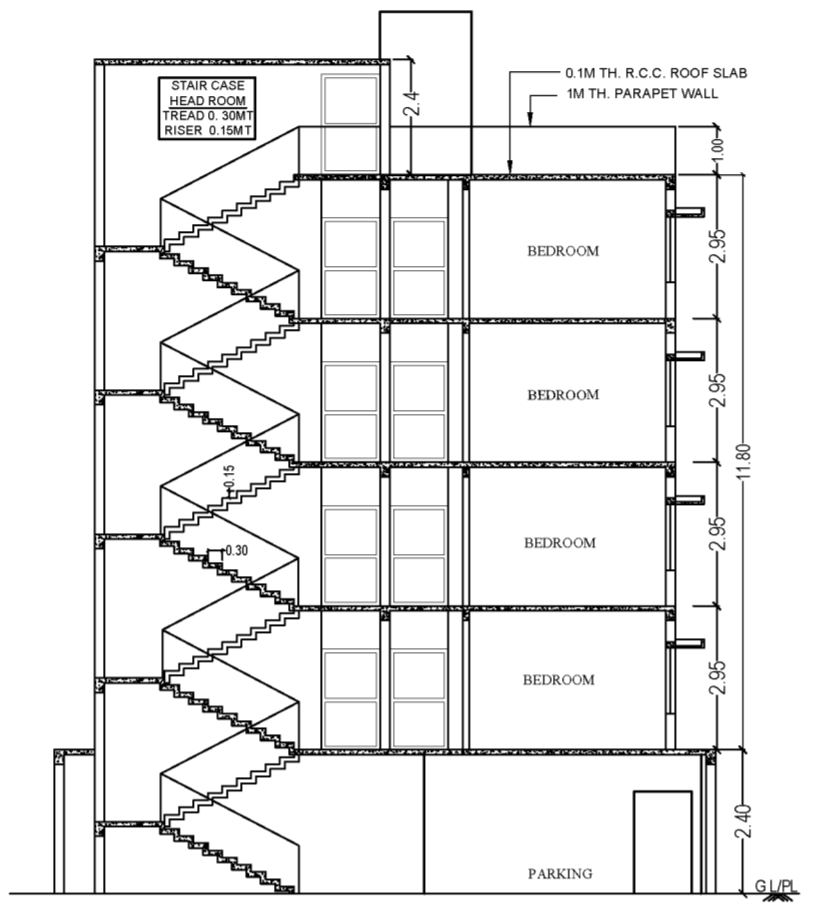 0.1M TH. R.C.C. ROOF SLAB
STAIR CASE
HEAD ROOM
TREAD 0. 30MT
RISER 0.15MT
2.4
1M TH. PARAPET WALL
1.00
BEDROOM
2.95
BEDROOM
2.95
11.80
0.15
BEDROOM
2.95
0.30
BEDROOM
2.95
2.40
PARKING
G L/PL